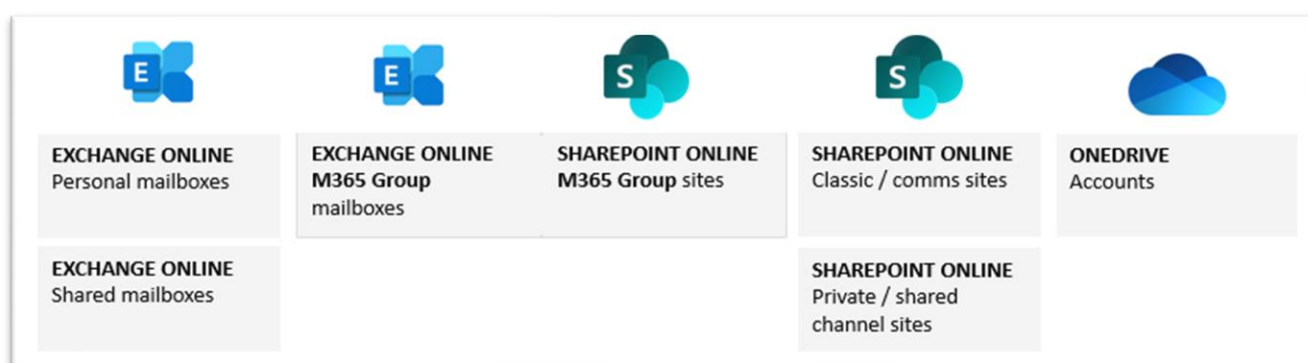 E
E
S
S
EXCHANGE ONLINE
Personal mailboxes
EXCHANGE ONLINE
M365 Group
mailboxes
SHAREPOINT ONLINE
M365 Group sites
SHAREPOINT ONLINE
Classic / comms sites
ONEDRIVE
Accounts
EXCHANGE ONLINE
Shared mailboxes
SHAREPOINT ONLINE
Private / shared
channel sites